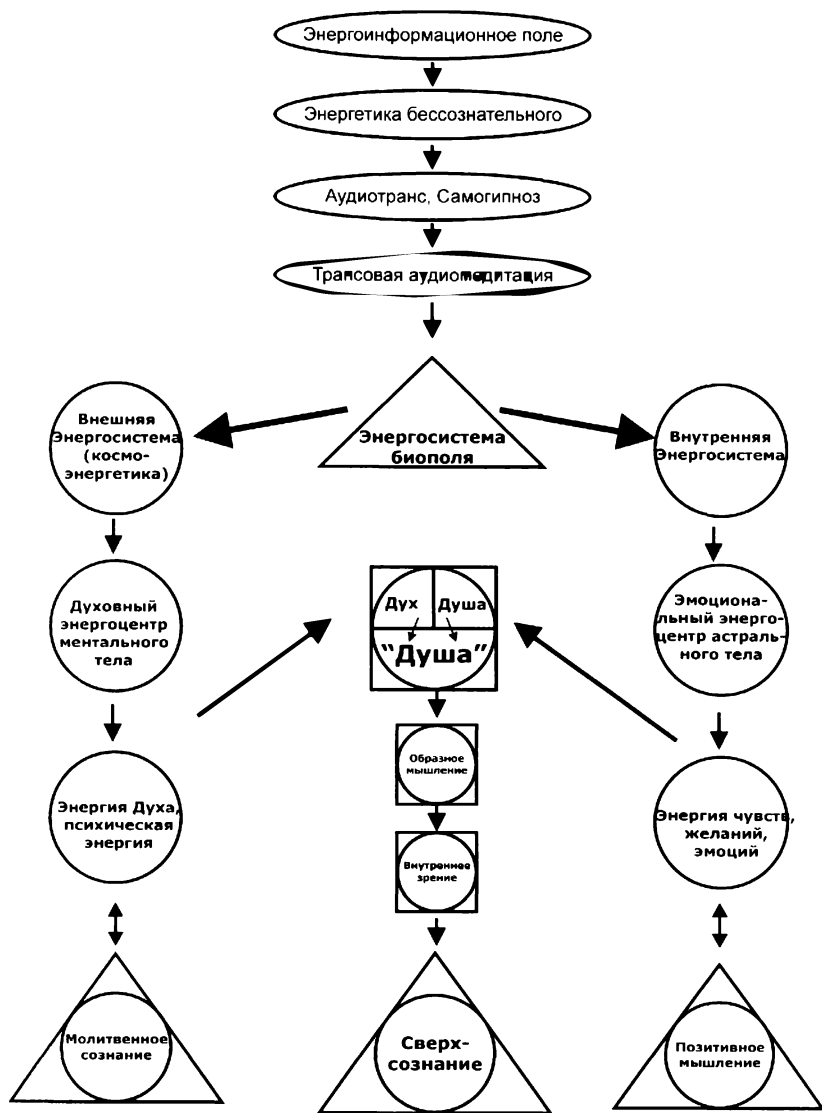 Энергоинформационное поле
Энергетика бессознательного
Аудиотранс, Самогипноз
Трансовая аудиомедитация
Энергосистема
биополя
Внешняя
Энергосистема
(космо-
энергетика)
Внутренняя
Энергосистема
Духовный
энергоцентр
ментального
тела
Дух
Душа
"Душа"
Эмоциона-
льный энерго-
центр астраль-
ного тела
Образное
мышление
Энергия Духа,
психическая
энергия
Энергия чувств,
желаний,
эмоций
Внутреннее
зрение
Молитвенное
сознание
Сверх-
сознание
Позитивное
мышление